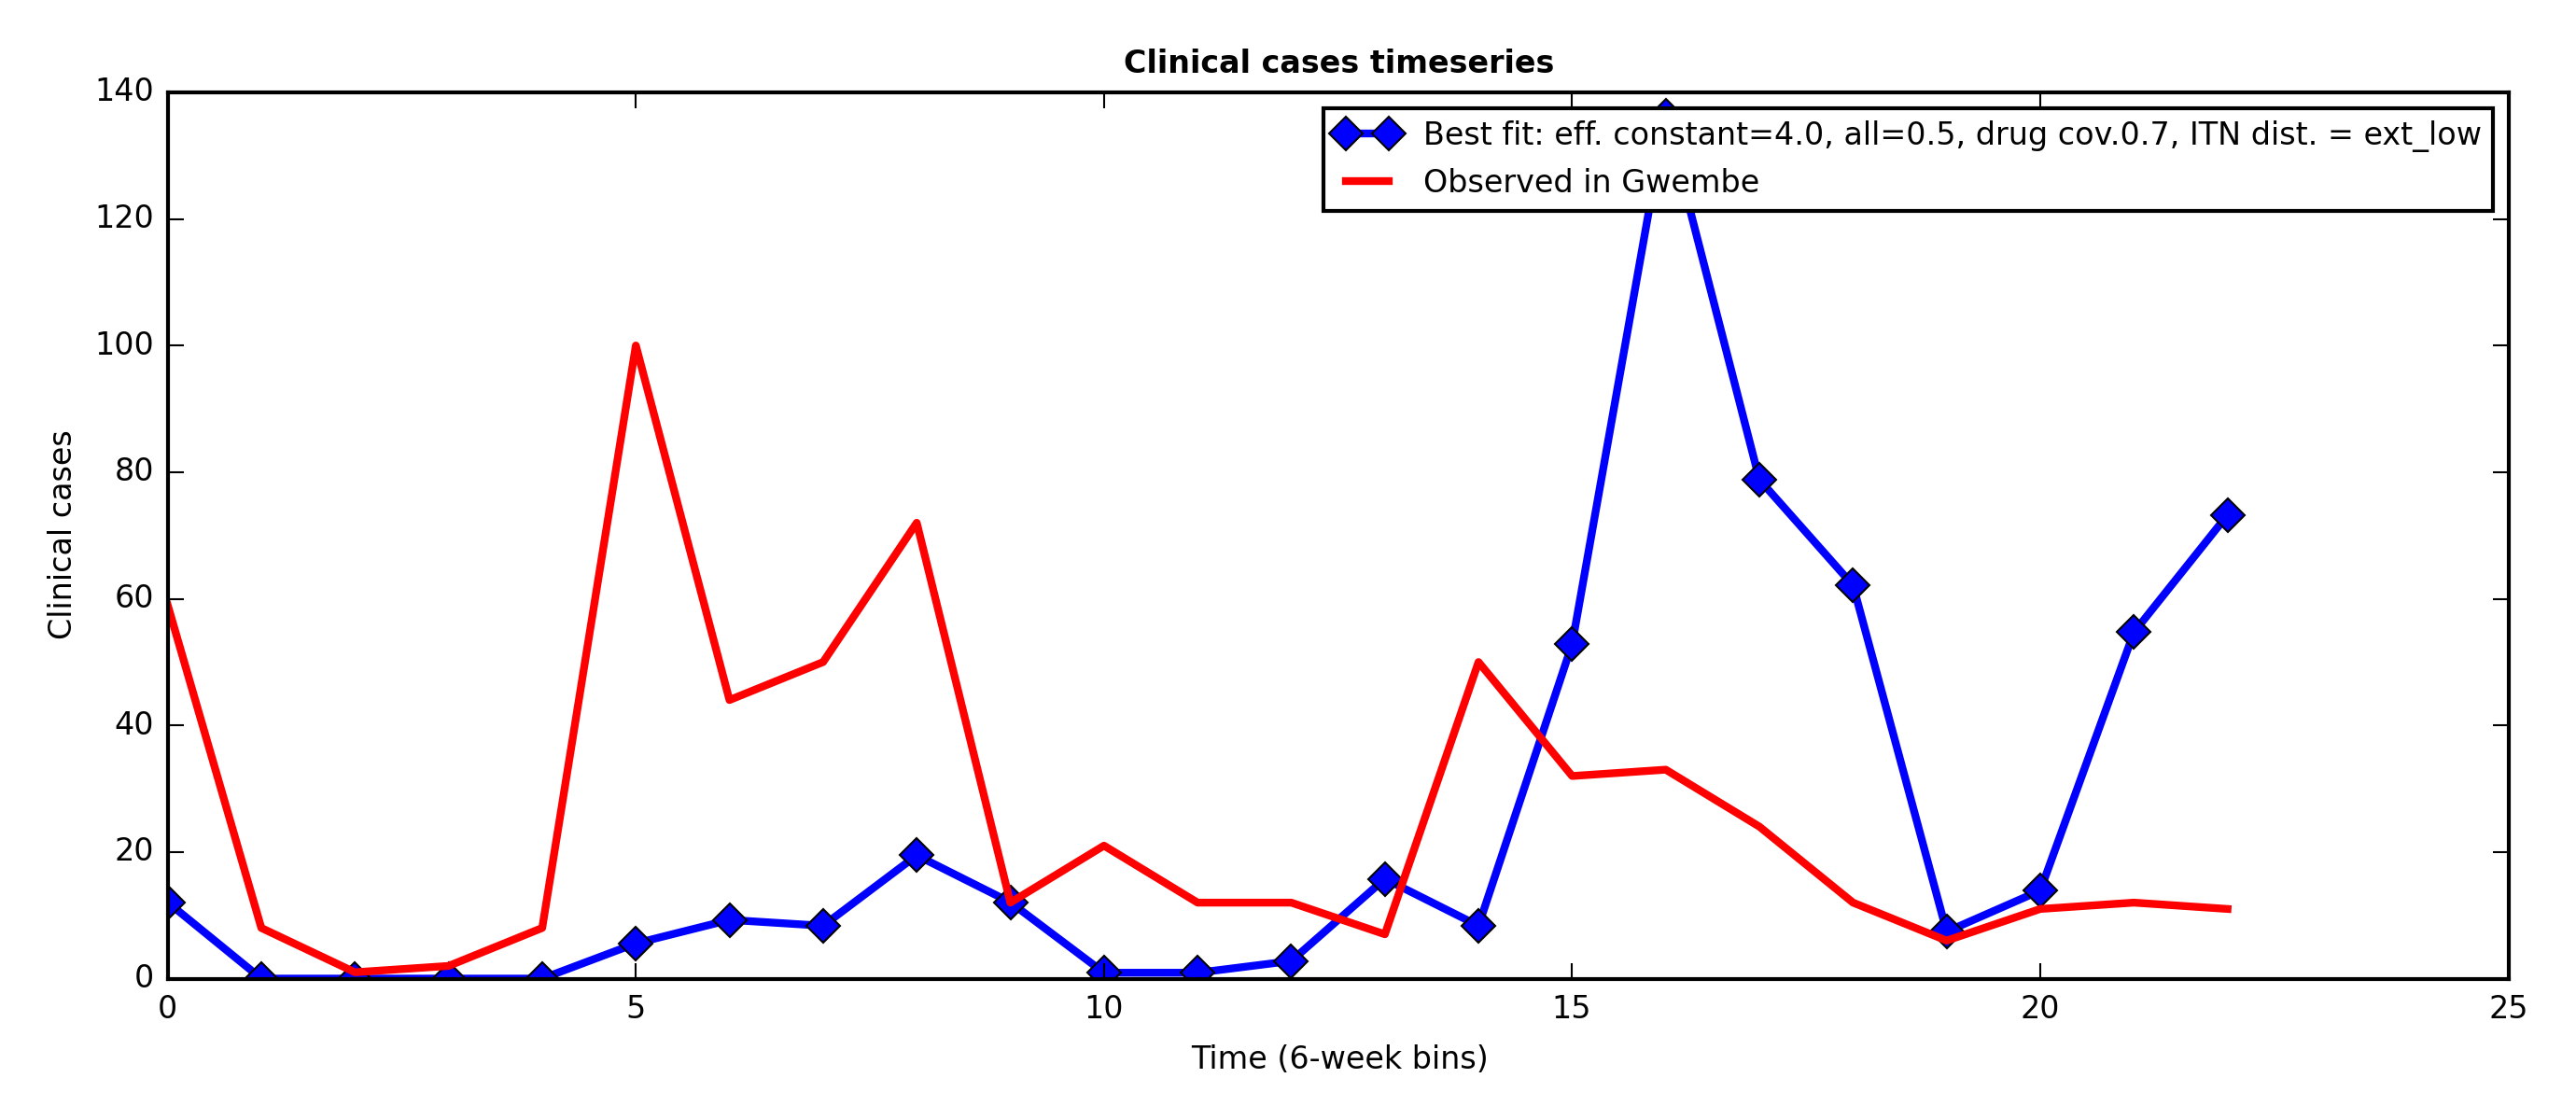 Clinical cases timeseries
140
120
100
80
60
40
20
0
Clinical cases
Best fit: eff. constant=4.0, all=0.5, drug cov.0.7, ITN dist. = ext_low
Observed in Gwembe
0 5 10 15 20 25
Time (6-week bins)